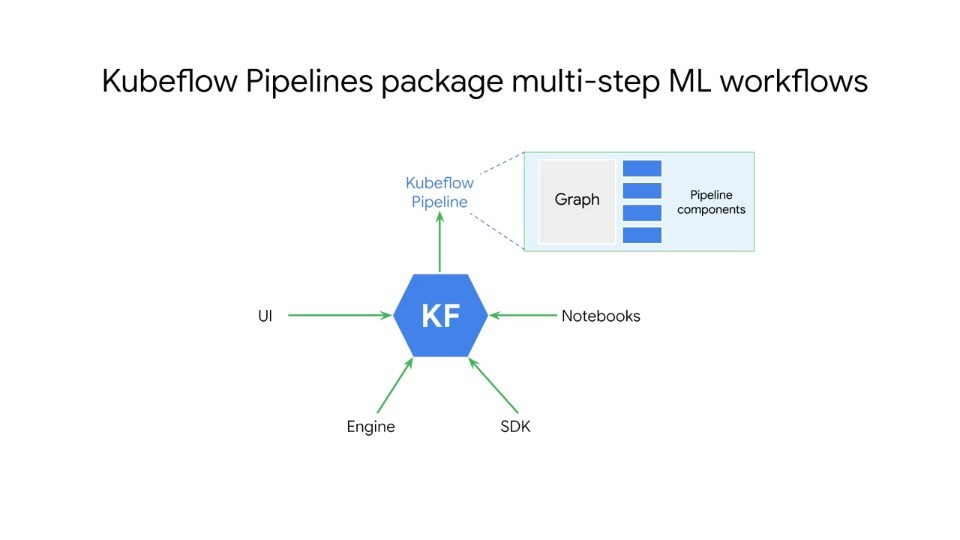 Kubeflow Pipelines package multi-step ML workflows
Kubeflow
Pipeline
Graph
Pipeline
components
KF
UI
Notebooks
Engine
SDK